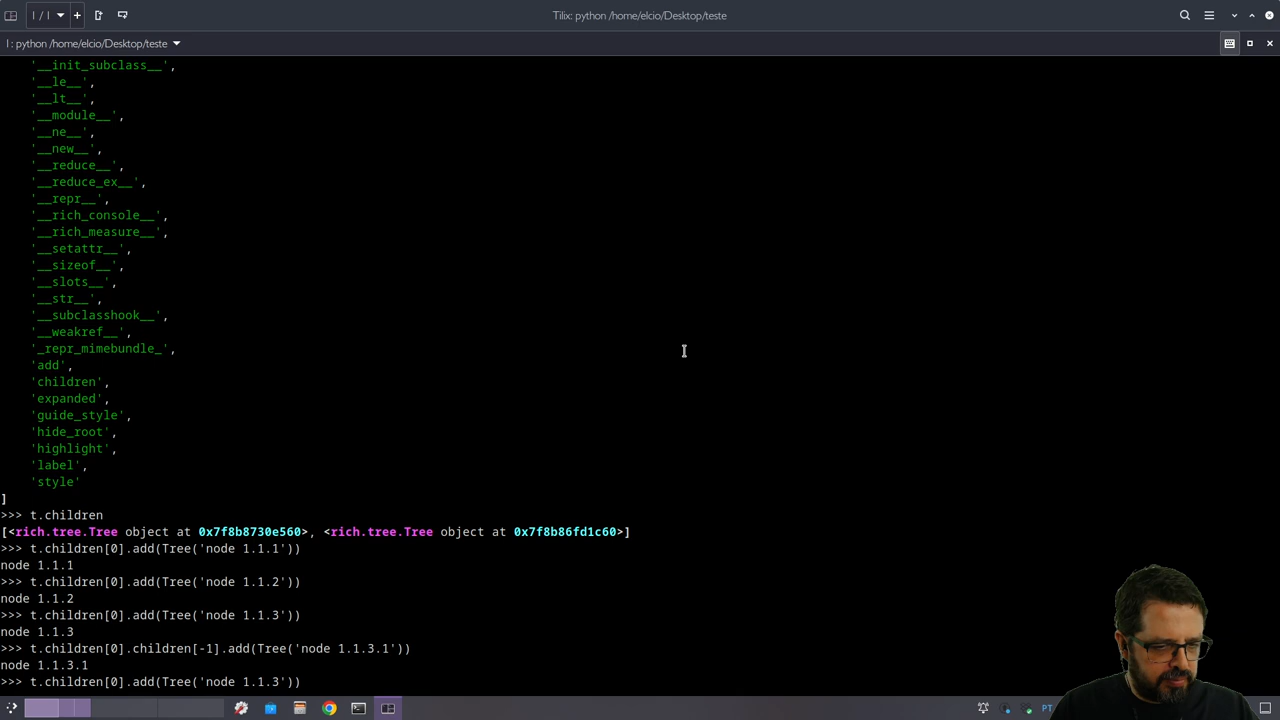 1 / 1
Tilix: python /home/elcio/Desktop/teste
1: python /home/elcio/Desktop/teste
'__init_subclass__',
'__le__',
'__lt__',
'__module__',
'__ne__',
'__new__',
'__reduce__',
'__reduce_ex__',
'__repr__',
'__rich_console__',
'__rich_measure__',
'__setattr__',
'__sizeof__',
'__slots__',
'__str__',
'__subclasshook__',
'__weakref__',
'_repr_mimebundle_',
'add',
'children',
'expanded',
'guide_style',
'hide_root',
'highlight',
'label',
'style'
]
>>> t.children
[<rich.tree.Tree object at 0x7f8b8730e560>, <rich.tree.Tree object at 0x7f8b86fd1c60>]
>>> t.children[0].add(Tree('node 1.1.1'))
node 1.1.1
>>> t.children[0].add(Tree('node 1.1.2'))
node 1.1.2
>>> t.children[0].add(Tree('node 1.1.3'))
node 1.1.3
>>> t.children[0].children[-1].add(Tree('node 1.1.3.1'))
node 1.1.3.1
>>> t.children[0].add(Tree('node 1.1.3'))
PT